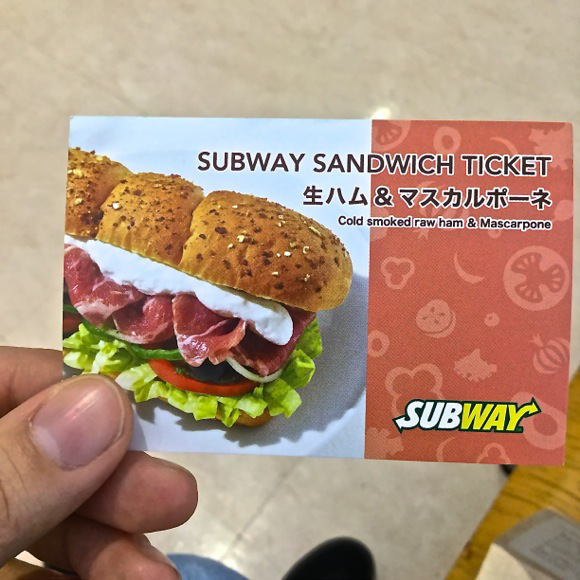 SUBWAY SANDWICH TICKET
生ハム&マスカルポーネ
Cold smoked raw ham & Mascarpone
SUBWAY